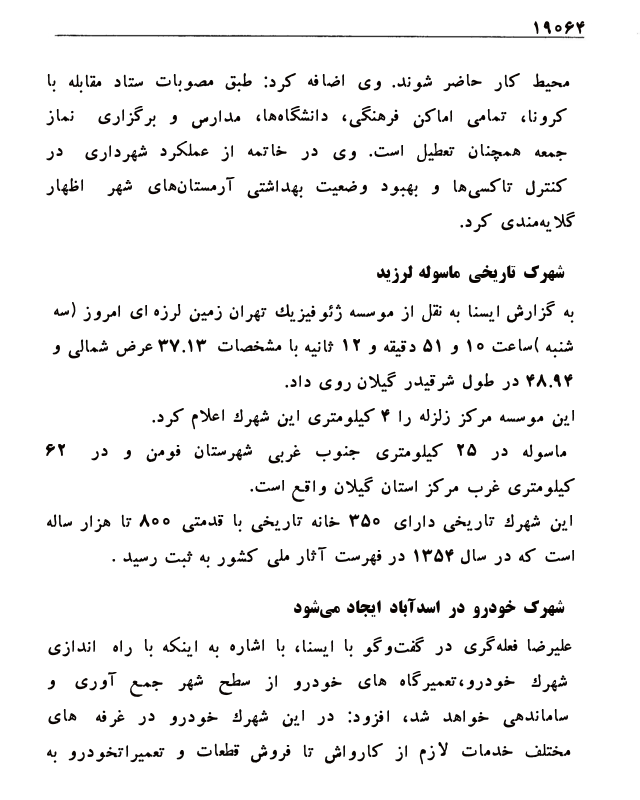 ۱۹۰۶۴
محیط کار حاضر شوند. وی اضافه کرد: طبق مصوبات ستاد مقابله با
کرونا، تمامی اماکن فرهنگی، دانشگاه‌ها، مدارس و برگزاری نماز
جمعه همچنان تعطیل است. وی در خاتمه از عملکرد شهرداری در
کنترل تاکسی‌ها و بهبود وضعیت بهداشتی آرمستان‌های شهر اظهار
گلایه‌مندی کرد.
شهرک تاریخی ماسوله لرزید
به گزارش ایسنا به نقل از موسسه ژئوفیزیک تهران زمین لرزه ای امروز (سه
شنبه )ساعت ۱۰ و ۵۱ دقیقه و ۱۲ ثانیه با مشخصات ۳۷.۱۳ عرض شمالی و
۴۸.۹۴ در طول شرقیدر گیلان روی داد.
این موسسه مرکز زلزله را ۴ کیلومتری این شهرک اعلام کرد.
ماسوله در ۲۵ کیلومتری جنوب غربی شهرستان فومن و در ۶۲
کیلومتری غرب مرکز استان گیلان واقع است.
این شهرک تاریخی دارای ۳۵۰ خانه تاریخی با قدمتی ۸۰۰ تا هزار ساله
است که در سال ۱۳۵۴ در فهرست آثار ملی کشور به ثبت رسید .
شهرک خودرو در اسدآباد ایجاد می‌شود
علیرضا فعله‌گری در گفت‌وگو با ایسنا، با اشاره به اینکه با راه اندازی
شهرک خودرو،تعمیرگاه های خودرو از سطح شهر جمع آوری و
ساماندهی خواهد شد، افزود: در این شهرک خودرو در غرفه های
مختلف خدمات لازم از کارواش تا فروش قطعات و تعمیراتخودرو به